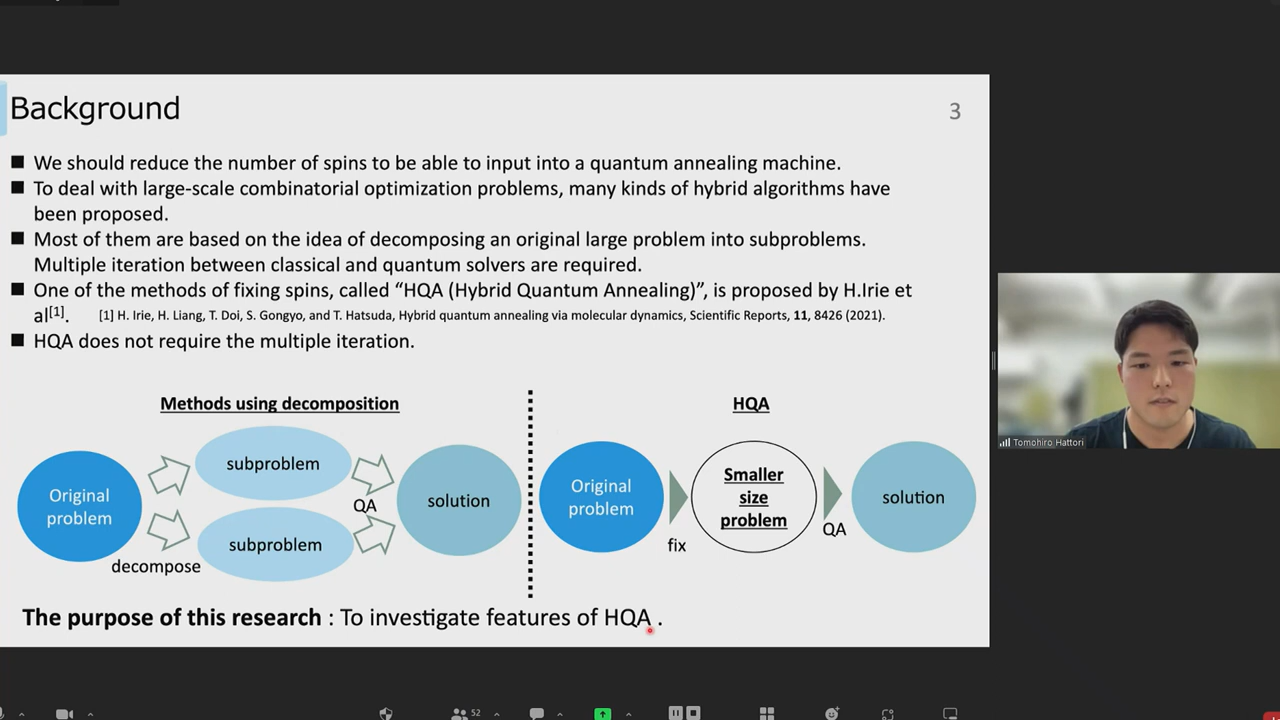 Background
3
■ We should reduce the number of spins to be able to input into a quantum annealing machine.
■ To deal with large-scale combinatorial optimization problems, many kinds of hybrid algorithms have
been proposed.
■ Most of them are based on the idea of decomposing an original large problem into subproblems.
Multiple iteration between classical and quantum solvers are required.
■ One of the methods of fixing spins, called “HQA (Hybrid Quantum Annealing)”, is proposed by H.Irie et
al[1]. [1] H. Irie, H. Liang, T. Doi, S. Gongyo, and T. Hatsuda, Hybrid quantum annealing via molecular dynamics, Scientific Reports, 11, 8426 (2021).
■ HQA does not require the multiple iteration.
Methods using decomposition
Original
problem
decompose
subproblem
subproblem
QA
solution
HQA
Original
problem
fix
Smaller
size
problem
QA
solution
The purpose of this research : To investigate features of HQA .
Tomohiro Hattori
52